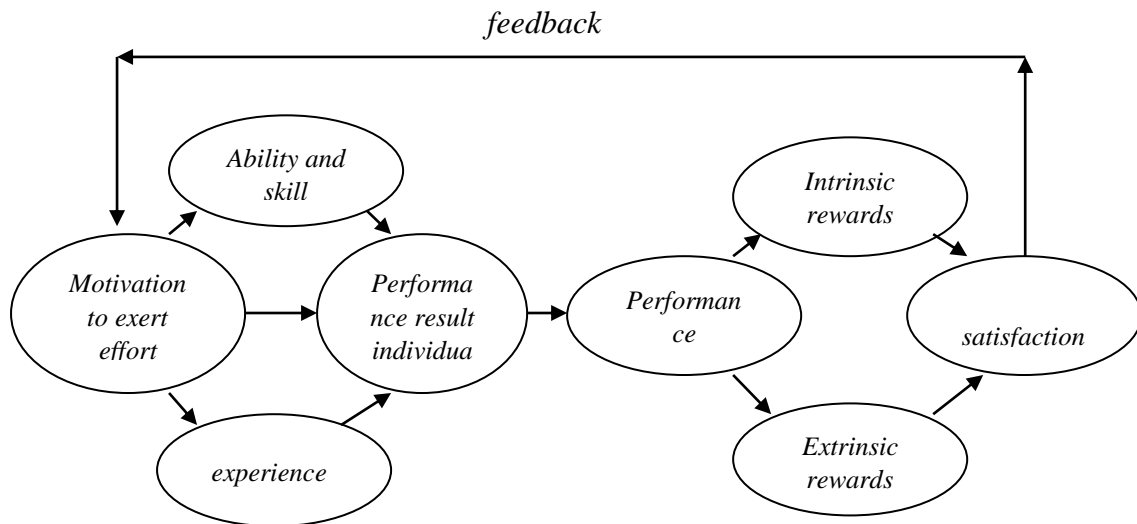 feedback
Ability and
skill
Intrinsic
rewards
Motivation
to exert
effort
Performa
nce result
individua
Performan
ce
satisfaction
experience
Extrinsic
rewards